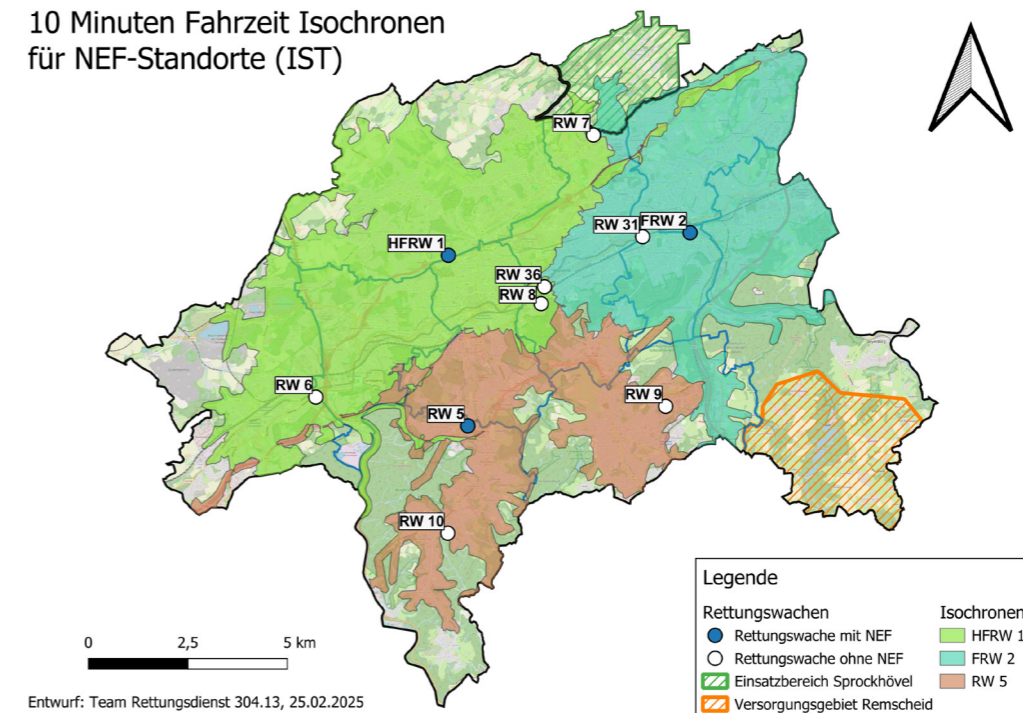 10 Minuten Fahrzeit Isochronen
für NEF-Standorte (IST)
RW 7
RW 31
FRW 2
HFRW 1
RW 36
RW 8
RW 6
RW 9
RW 5
RW 10
0 2,5 5 km
Entwurf: Team Rettungsdienst 304.13, 25.02.2025
Legende
Rettungswachen
Rettungswache mit NEF
Rettungswache ohne NEF
Einsatzbereich Sprockhövel
Versorgungsgebiet Remscheid
Isochronen
HFRW 1
FRW 2
RW 5